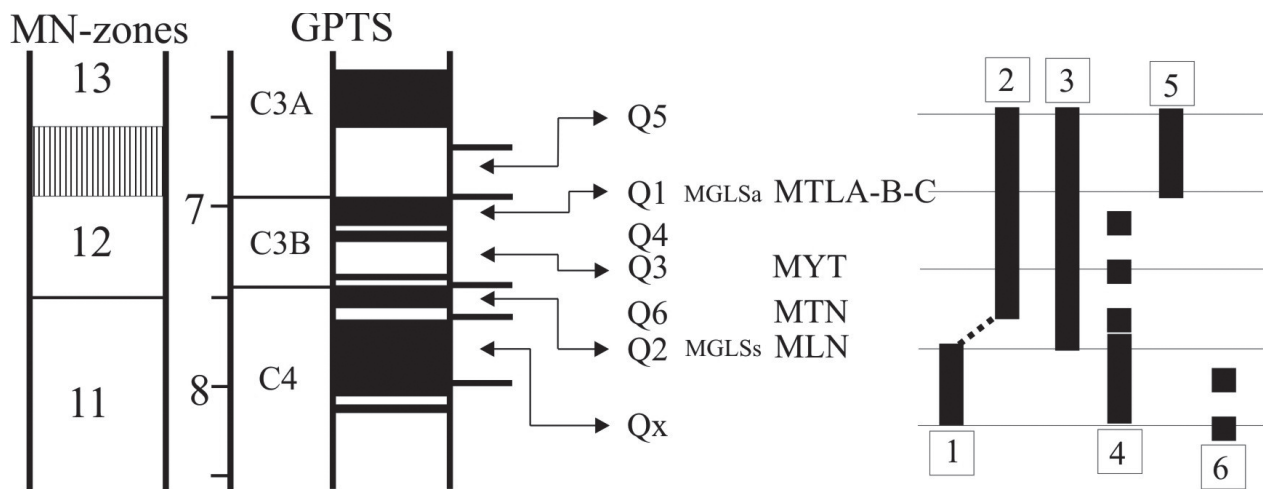 MN-zones
GPTS
13
12
11
7
8
C3A
C3B
C4
Q5
Q1 MGLSa MTLA-B-C
Q4
Q3 MYT
Q6 MTN
Q2 MGLSs MLN
Qx
2
3
5
1
4
6